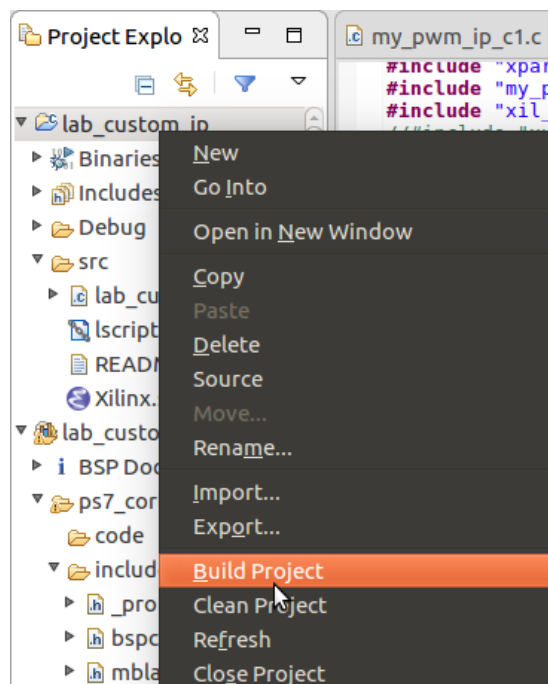 Project Explo
my_pwm_ip_c1.c
#include "xpar
#include "my_p
#include "xil_
lab_custom_ip
Binaries
Includes
Debug
src
lab_cu
lscript
READ
Xilinx.
lab_custo
BSP Doc
ps7_cor
code
includ
_pro
bspc
mbla
New
Go Into
Open in New Window
Copy
Paste
Delete
Source
Move...
Rename...
Import...
Export...
Build Project
Clean Project
Refresh
Close Project